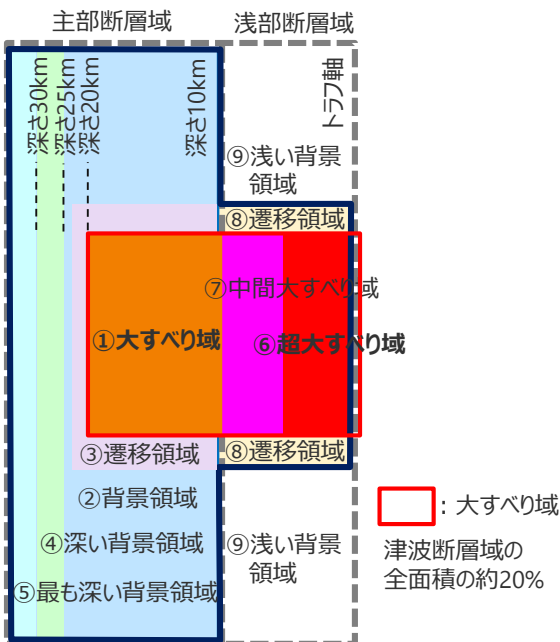 主部断層域
浅部断層域
深さ30km
深さ25km
深さ20km
深さ10km
トラフ軸
⑨浅い背景
領域
⑧遷移領域
⑦中間大すべり域
①大すべり域
⑥超大すべり域
③遷移領域
⑧遷移領域
②背景領域
④深い背景領域
⑤最も深い背景領域
⑨浅い背景
領域
：大すべり域
津波断層域の
全面積の約20%